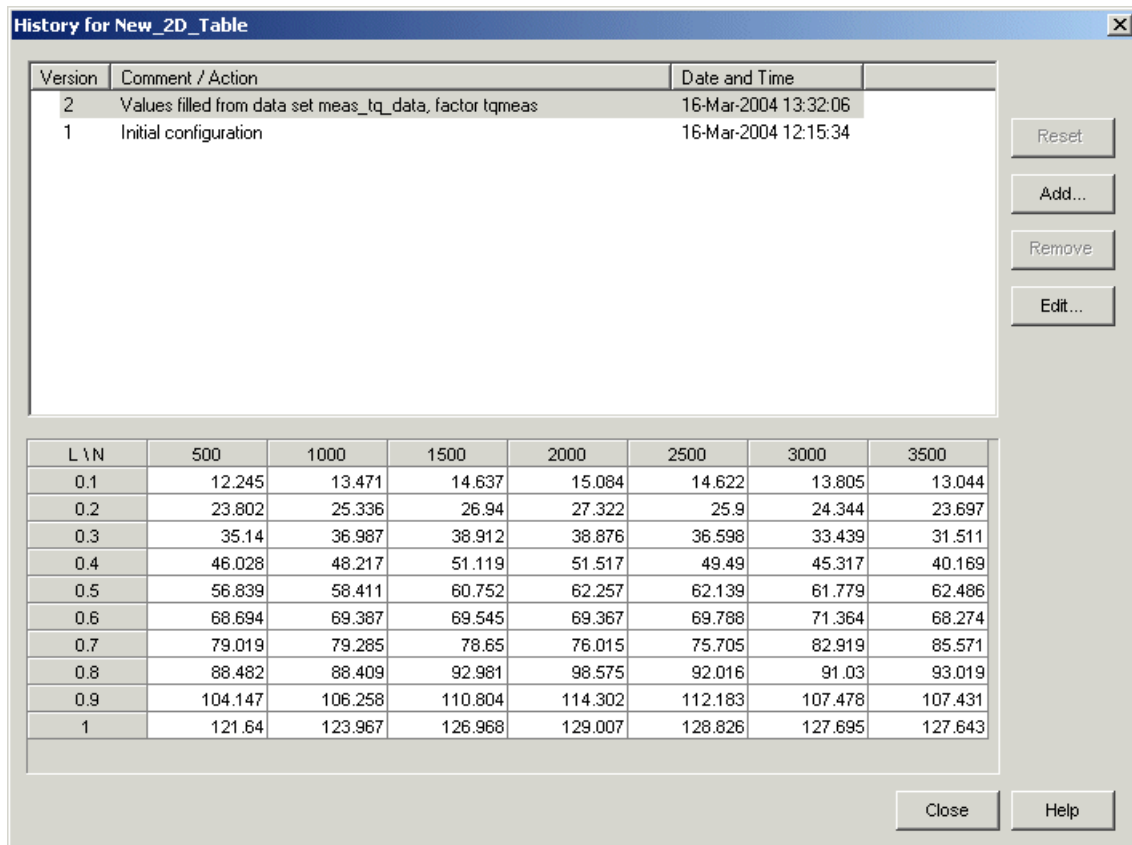 History for New_2D_Table
Version Comment / Action Date and Time
2 Values filled from data set meas_tq_data, factor tqmeas 16-Mar-2004 13:32:06
1 Initial configuration 16-Mar-2004 12:15:34
Reset
Add...
Remove
Edit...
L \ N 500 1000 1500 2000 2500 3000 3500
0.1 12.245 13.471 14.637 15.084 14.622 13.805 13.044
0.2 23.802 25.336 26.94 27.322 25.9 24.344 23.697
0.3 35.14 36.987 38.912 38.876 36.598 33.439 31.511
0.4 46.028 48.217 51.119 51.517 49.49 45.317 40.169
0.5 56.839 58.411 60.752 62.257 62.139 61.779 62.486
0.6 68.694 69.387 69.545 69.367 69.788 71.364 68.274
0.7 79.019 79.285 78.65 76.015 75.705 82.919 85.571
0.8 88.482 88.409 92.981 98.575 92.016 91.03 93.019
0.9 104.147 106.258 110.804 114.302 112.183 107.478 107.431
1 121.64 123.967 126.968 129.007 128.826 127.695 127.643
Close Help